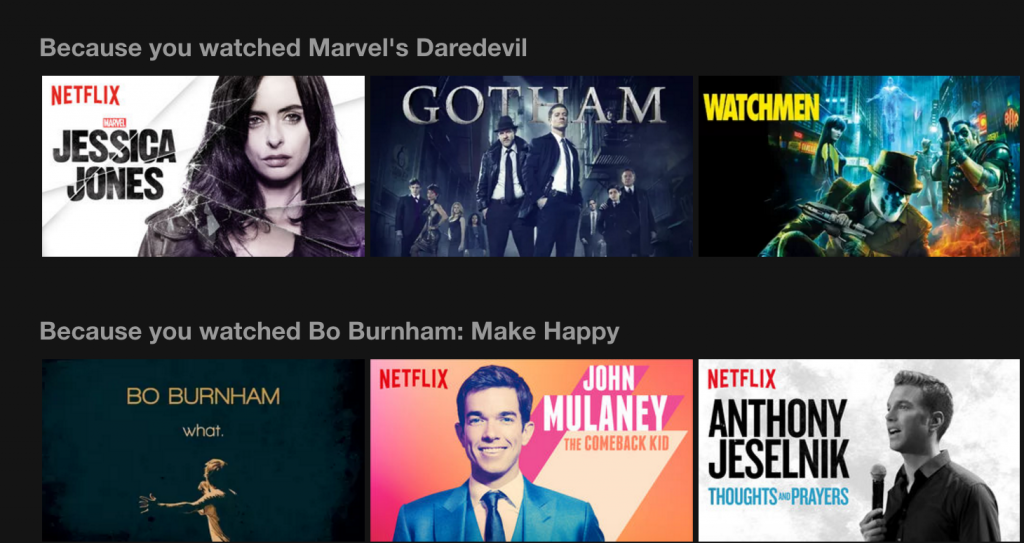 Because you watched Marvel's Daredevil
NETFLIX
MARVEL
JESSICA
JONES
GOTHAM
WATCHMEN
Because you watched Bo Burnham: Make Happy
BO BURNHAM
what.
NETFLIX
JOHN
MULANEY
THE COMEBACK KID
NETFLIX
ANTHONY
JESELNIK
THOUGHTS AND PRAYERS